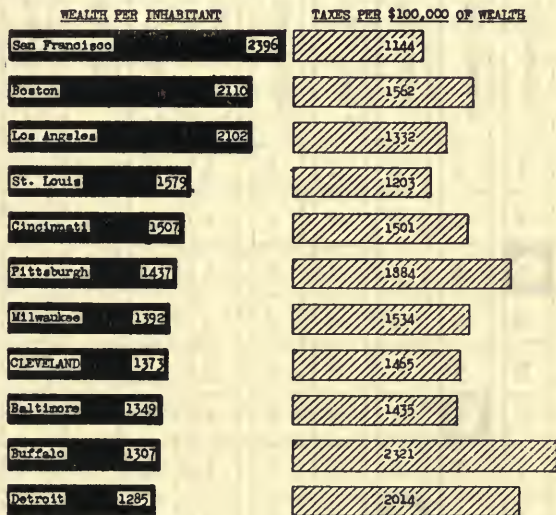 WEALTH PER INHABITANT TAXES PER $100,000 OF WEALTH
San Francisco 2396 1144
Boston 2110 1562
Los Angeles 2102 1332
St. Louis 1579 1203
Cincinnati 1507 1501
Pittsburgh 1437 1884
Milwaukee 1392 1534
CLEVELAND 1373 1465
Baltimore 1349 1435
Buffalo 1307 2321
Detroit 1285 2014